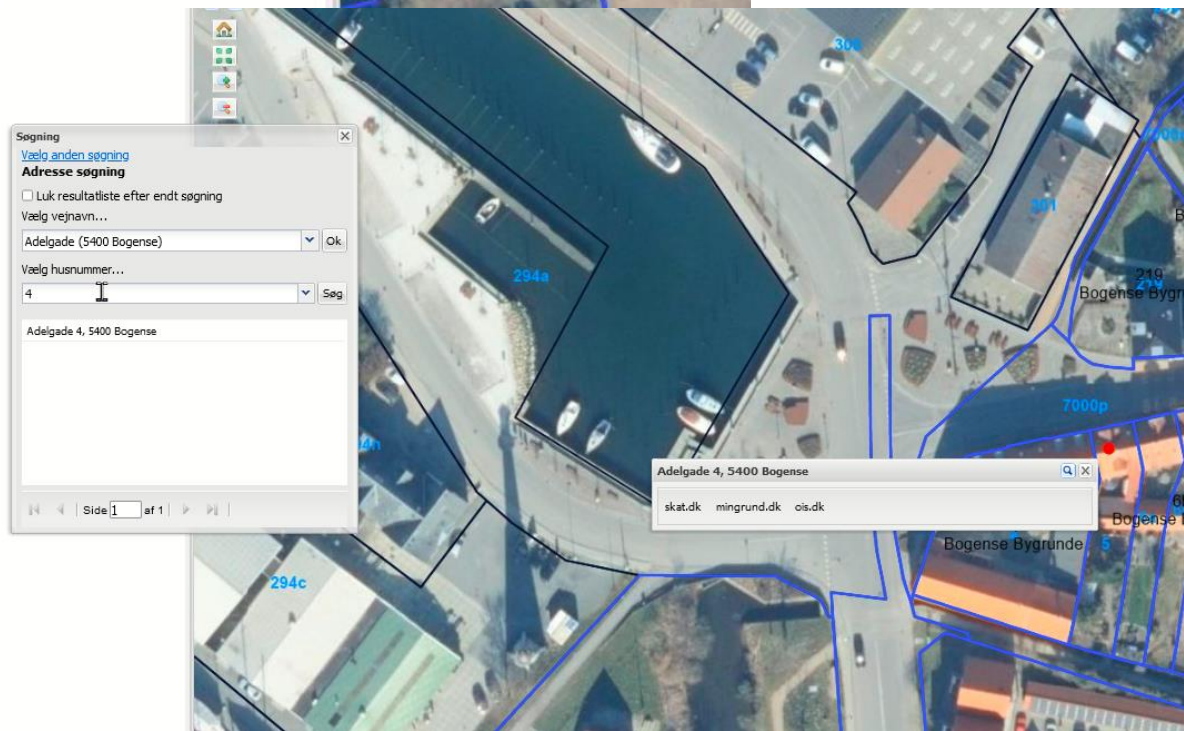 Søgning
Vælg anden søgning
Adresse søgning
Luk resultatliste efter endt søgning
Vælg vejnavn...
Adelgade (5400 Bogense)
Ok
Vælg husnummer...
4
Søg
Adelgade 4, 5400 Bogense
Side 1 af 1
294a
301
219
Bogense Bygr
7000p
Adelgade 4, 5400 Bogense
skat.dk mingrund.dk ois.dk
Bogense
Bogense Bygrunde 5
294c